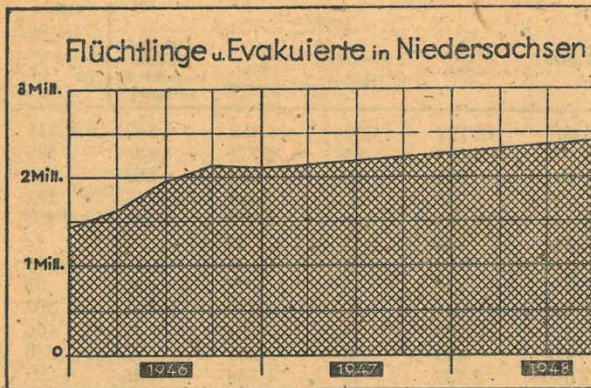 Flüchtlinge u. Evakuierte in Niedersachsen
3 Mill.
2 Mill.
1 Mill.
0
1946 1947 1948